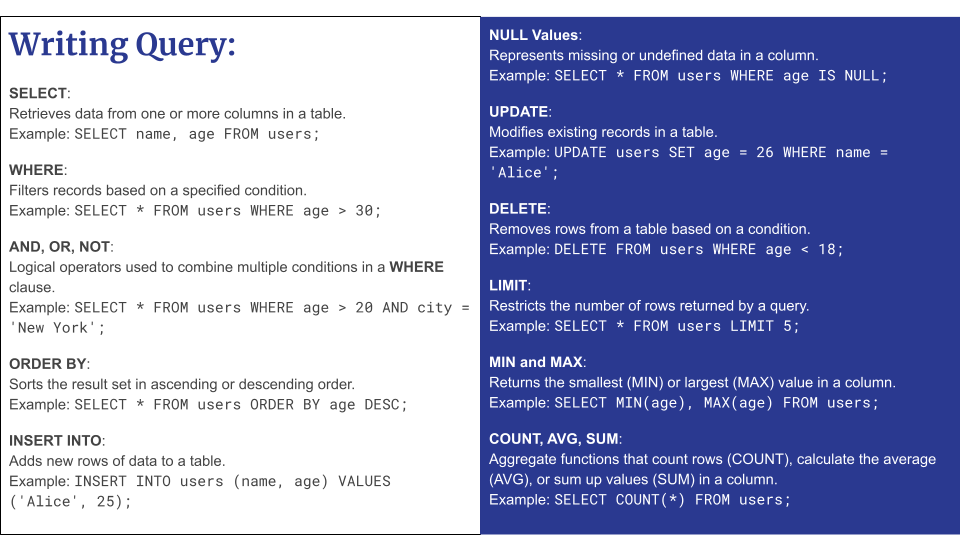 Writing Query:
SELECT:
Retrieves data from one or more columns in a table.
Example: SELECT name, age FROM users;
WHERE:
Filters records based on a specified condition.
Example: SELECT * FROM users WHERE age > 30;
AND, OR, NOT:
Logical operators used to combine multiple conditions in a WHERE
clause.
Example: SELECT * FROM users WHERE age > 20 AND city =
'New York';
ORDER BY:
Sorts the result set in ascending or descending order.
Example: SELECT * FROM users ORDER BY age DESC;
INSERT INTO:
Adds new rows of data to a table.
Example: INSERT INTO users (name, age) VALUES
('Alice', 25);
NULL Values:
Represents missing or undefined data in a column.
Example: SELECT * FROM users WHERE age IS NULL;
UPDATE:
Modifies existing records in a table.
Example: UPDATE users SET age = 26 WHERE name =
'Alice';
DELETE:
Removes rows from a table based on a condition.
Example: DELETE FROM users WHERE age < 18;
LIMIT:
Restricts the number of rows returned by a query.
Example: SELECT * FROM users LIMIT 5;
MIN and MAX:
Returns the smallest (MIN) or largest (MAX) value in a column.
Example: SELECT MIN(age), MAX(age) FROM users;
COUNT, AVG, SUM:
Aggregate functions that count rows (COUNT), calculate the average
(AVG), or sum up values (SUM) in a column.
Example: SELECT COUNT(*) FROM users;